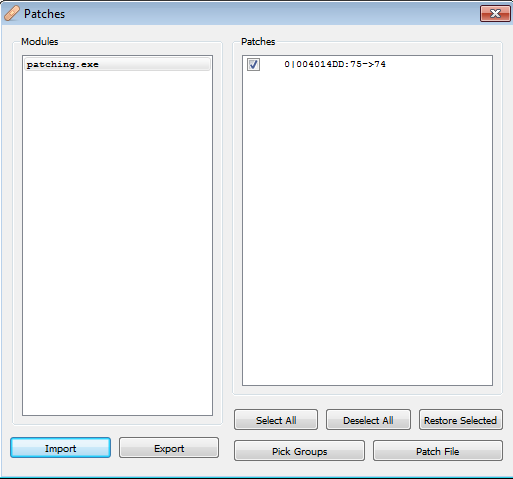 Patches
Modules
patching.exe
Patches
0|004014DD:75->74
Select All
Deselect All
Restore Selected
Import
Export
Pick Groups
Patch File